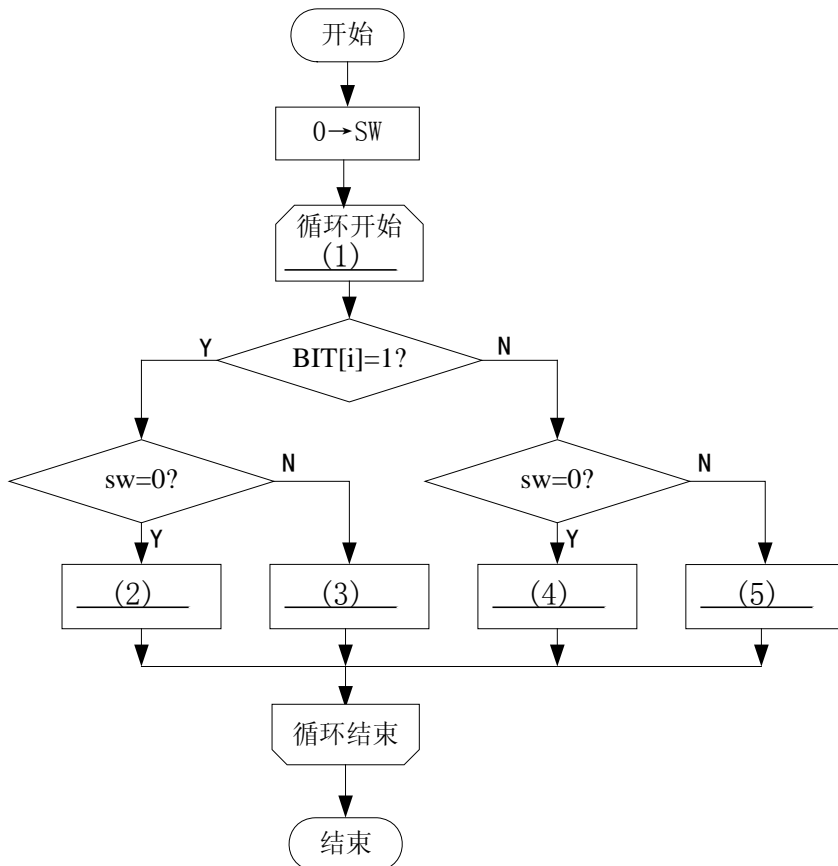 开始
0→SW
循环开始
(1)
BIT[i]=1?
Y
N
sw=0?
N
Y
sw=0?
N
Y
(2)
(3)
(4)
(5)
循环结束
结束